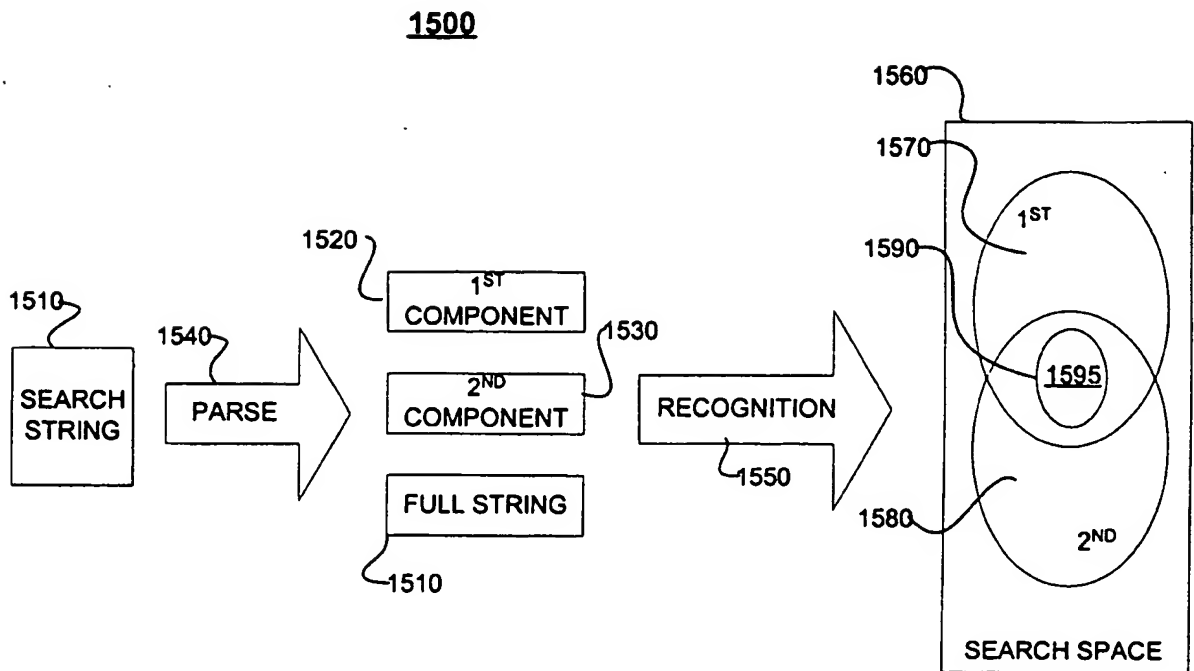 1500
1560
1570
1ST
1590
1520
1ST
COMPONENT
1510
1540
1530
SEARCH
STRING
PARSE
2ND
COMPONENT
RECOGNITION
1595
FULL STRING
1550
1510
1580
2ND
SEARCH SPACE